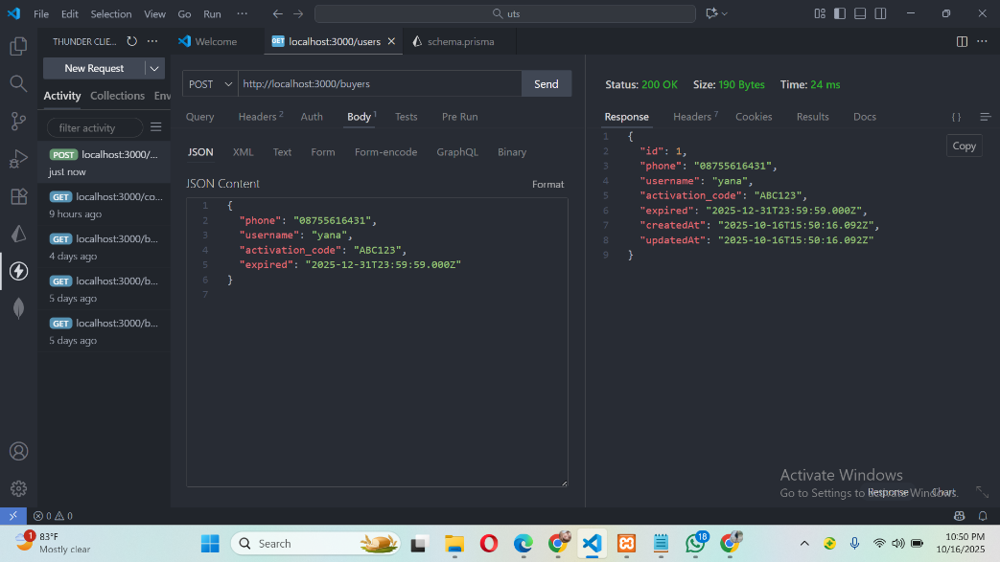 File Edit Selection View Go Run ··· uts
THUNDER CLIE... ···
Welcome
GET localhost:3000/users
schema.prisma
New Request
Activity Collections Env
filter activity
POST localhost:3000/...
just now
GET localhost:3000/co...
9 hours ago
GET localhost:3000/b...
4 days ago
GET localhost:3000/b...
5 days ago
GET localhost:3000/b...
5 days ago
POST http://localhost:3000/buyers Send
Query Headers 2 Auth Body 1 Tests Pre Run
JSON XML Text Form Form-encode GraphQL Binary
JSON Content Format
1 {
2 "phone": "08755616431",
3 "username": "yana",
4 "activation_code": "ABC123",
5 "expired": "2025-12-31T23:59:59.000Z"
6 }
7
Status: 200 OK Size: 190 Bytes Time: 24 ms
Response Headers 7 Cookies Results Docs { }
Copy
1 {
2 "id": 1,
3 "phone": "08755616431",
4 "username": "yana",
5 "activation_code": "ABC123",
6 "expired": "2025-12-31T23:59:59.000Z",
7 "createdAt": "2025-10-16T15:50:16.092Z",
8 "updatedAt": "2025-10-16T15:50:16.092Z"
9 }
Activate Windows
Go to Settings to activate Windows.
Response Chart
0 0
1 83°F
Mostly clear
Search
18
10:50 PM
10/16/2025